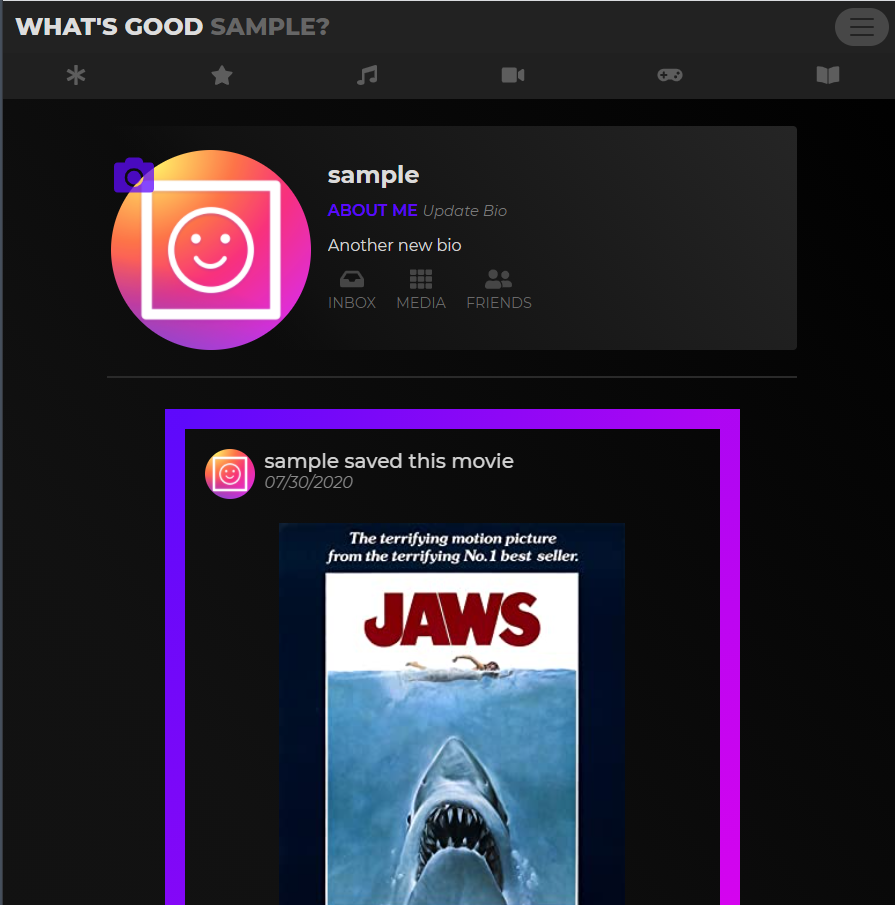 WHAT'S GOOD SAMPLE?
sample
ABOUT ME Update Bio
Another new bio
INBOX MEDIA FRIENDS
sample saved this movie
07/30/2020
The terrifying motion picture
from the terrifying No. 1 best seller.
JAWS